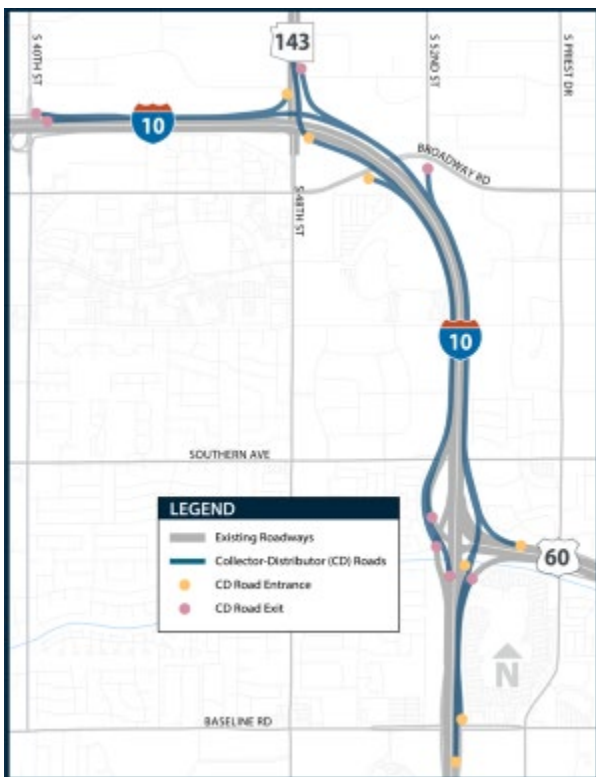 S 40TH ST
143
S 52ND ST
S PRIEST DR
10
BROADWAY RD
S 48TH ST
10
SOUTHERN AVE
LEGEND
Existing Roadways
Collector-Distributor (CD) Roads
CD Road Entrance
CD Road Exit
60
N
BASELINE RD